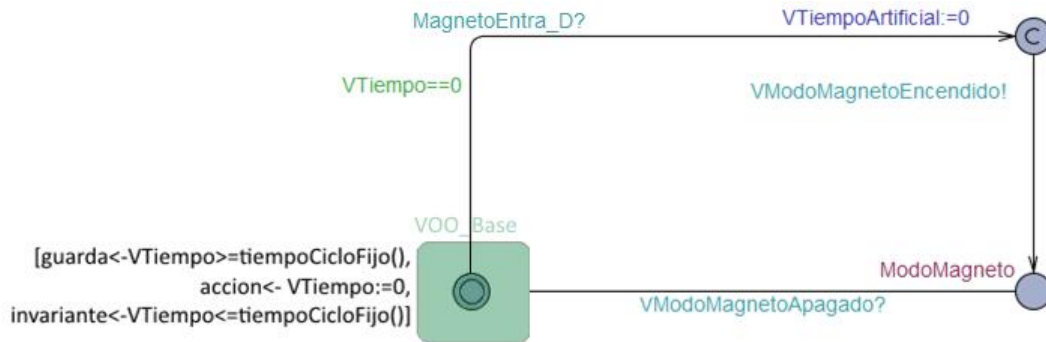 MagnetoEntra_D?
VTiempoArtificial:=0
C
VTiempo==0
VModoMagnetoEncendido!
VOO_Base
[guarda<-VTiempo>=tiempoCicloFijo(),
accion<- VTiempo:=0,
invariante<-VTiempo<=tiempoCicloFijo()]
ModoMagneto
VModoMagnetoApagado?